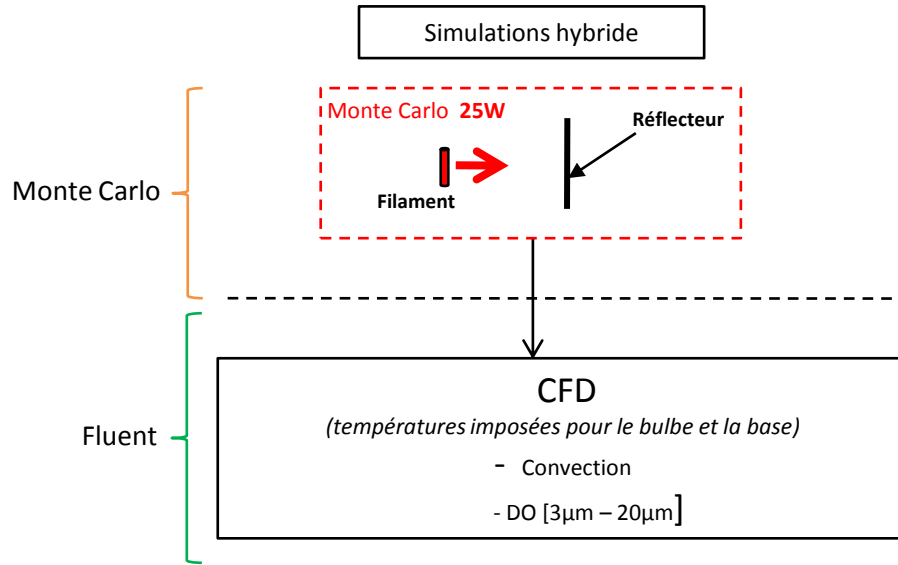 Simulations hybride
Monte Carlo 25W
Réflecteur
Filament
Monte Carlo
CFD
(températures imposées pour le bulbe et la base)
- Convection
- DO [3µm – 20µm]
Fluent